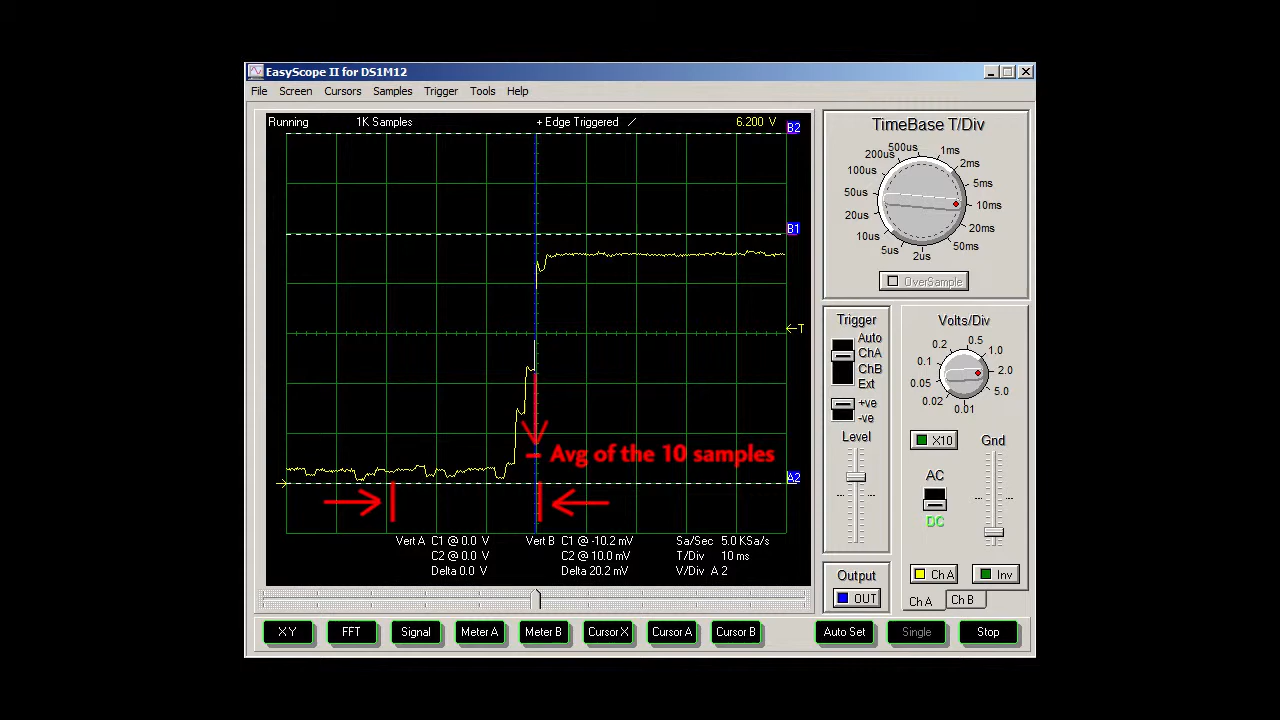 EasyScope II for DS1M12
File Screen Cursors Samples Trigger Tools Help
Running 1K Samples + Edge Triggered 6.200 V
B2
B1
T
A2
Avg of the 10 samples
Vert A C1 @ 0.0 V Vert B C1 @ -10.2 mV Sa/Sec 5.0 KSa/s
C2 @ 0.0 V C2 @ 10.0 mV T/Div 10 ms
Delta 0.0 V Delta 20.2 mV V/Div A 2
TimeBase T/Div
500us 1ms
200us 2ms
100us 5ms
50us 10ms
20us 20ms
10us 50ms
5us 2us
OverSample
Trigger
Auto
ChA
ChB
Ext
+ve
-ve
Level
Output
OUT
Volts/Div
0.2 0.5 1.0
0.1 2.0
0.05 5.0
0.02 0.01
X10
Gnd
AC
DC
Ch A Inv
Ch A Ch B
X Y FFT Signal Meter A Meter B Cursor X Cursor A Cursor B Auto Set Single Stop